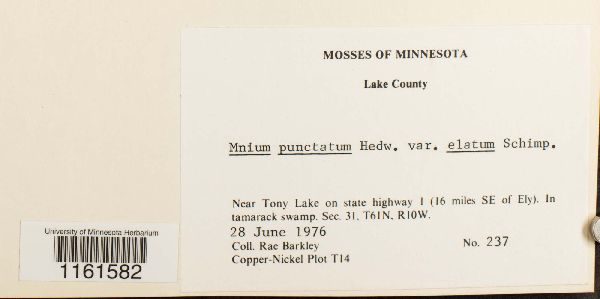 MOSSES OF MINNESOTA
Lake County
Mnium punctatum Hedw. var. elatum Schimp.
Near Tony Lake on state highway 1 (16 miles SE of Ely). In
tamarack swamp. Sec. 31, T61N, R10W.
28 June 1976
Coll. Rae Barkley
No. 237
Copper-Nickel Plot T14
University of Minnesota Herbarium
1161582